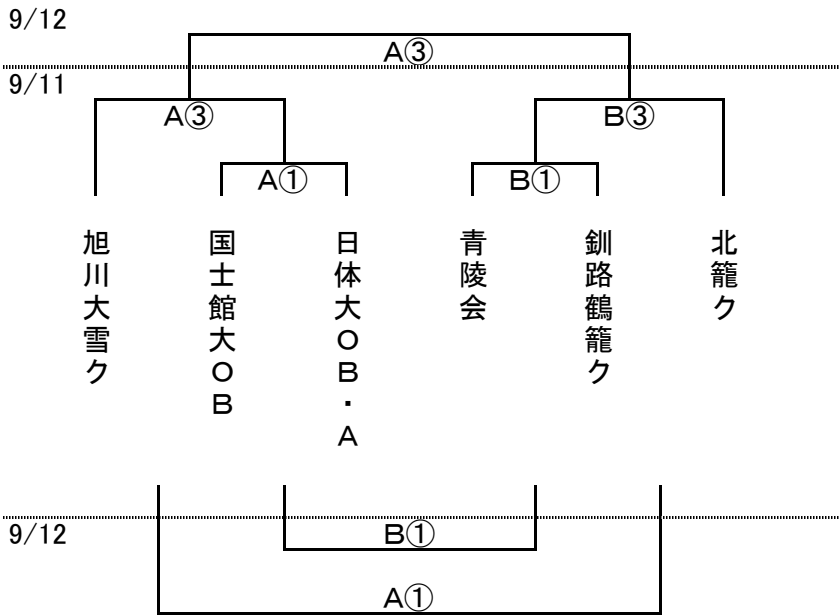 9/12
A③
9/11
A③
B③
A①
B①
旭川大雪ク
国士館大OB
日体大OB・A
青陵会
釧路鶴籠ク
北籠ク
9/12
B①
A①